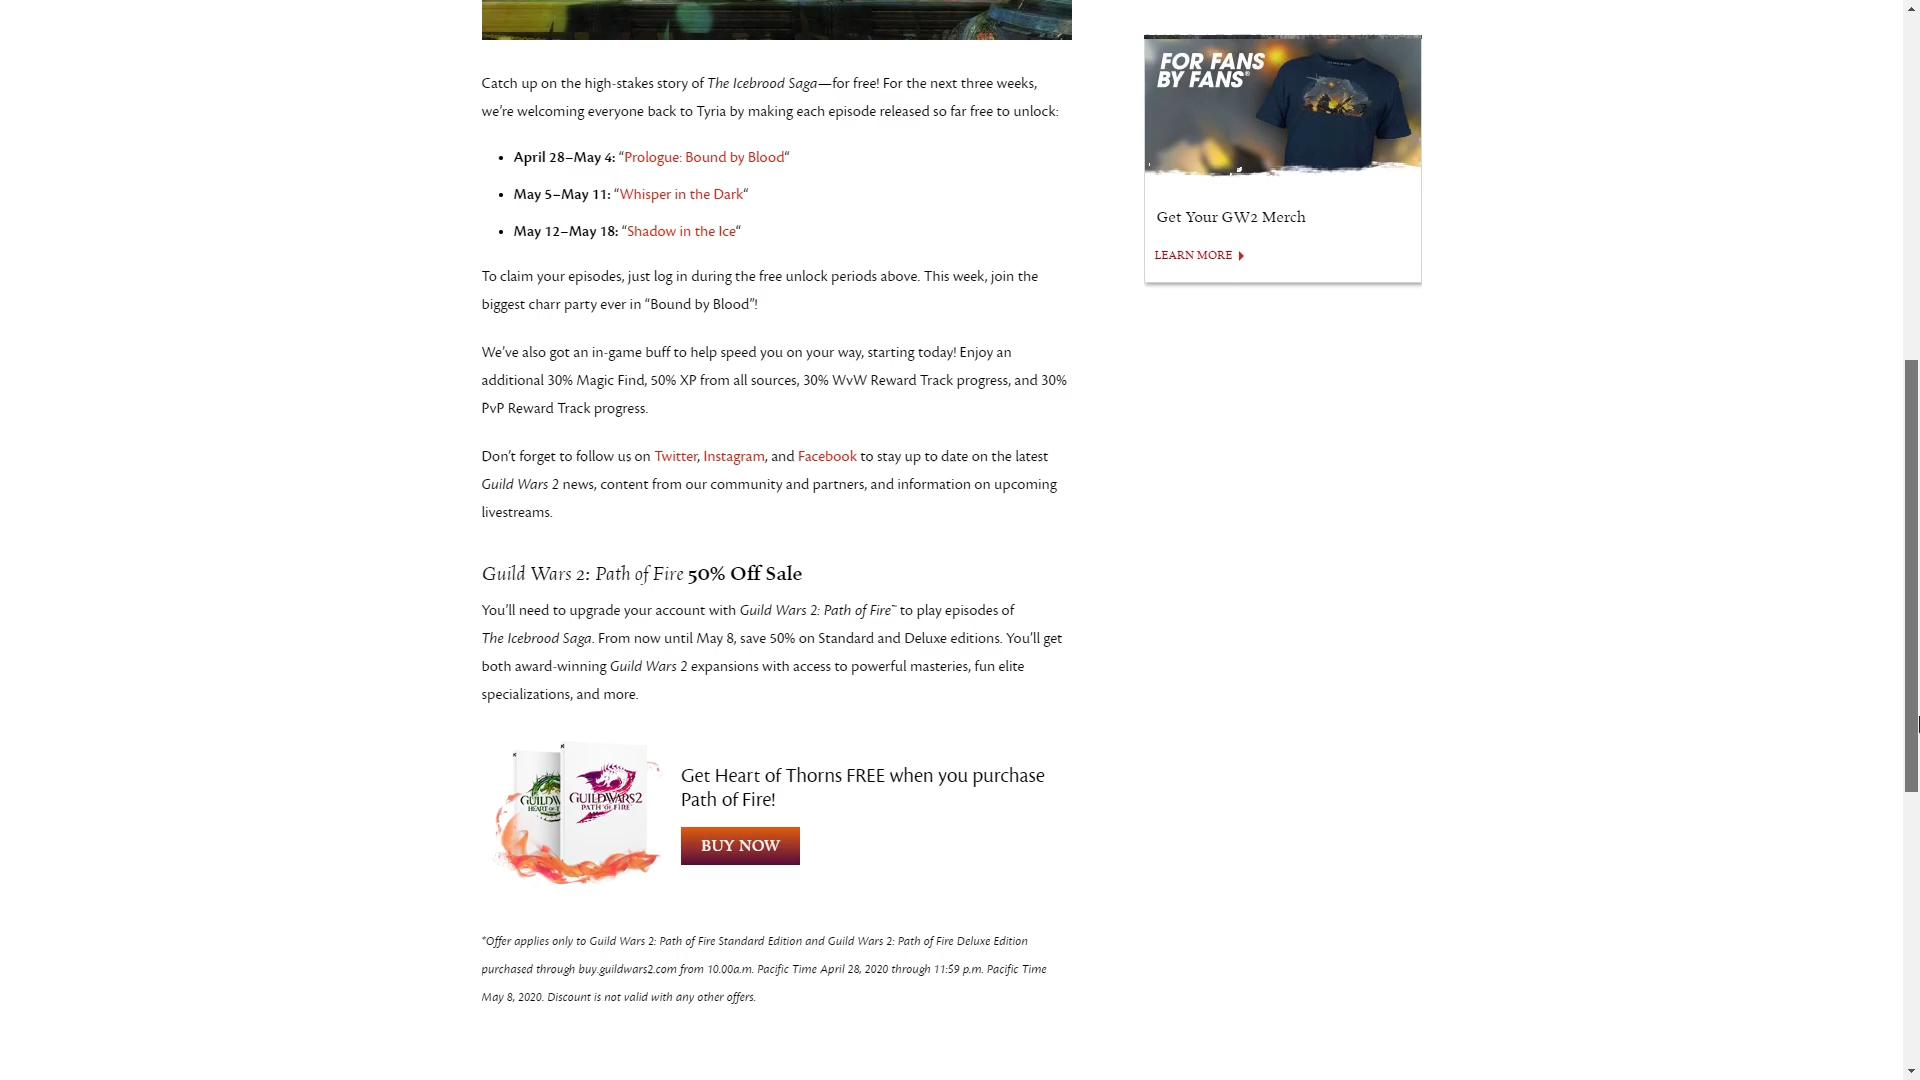 Catch up on the high-stakes story of The Icebrood Saga—for free! For the next three weeks,
we’re welcoming everyone back to Tyria by making each episode released so far free to unlock:
• April 28–May 4: “Prologue: Bound by Blood“
• May 5–May 11: “Whisper in the Dark“
• May 12–May 18: “Shadow in the Ice“
To claim your episodes, just log in during the free unlock periods above. This week, join the
biggest charr party ever in “Bound by Blood”!
We’ve also got an in-game buff to help speed you on your way, starting today! Enjoy an
additional 30% Magic Find, 50% XP from all sources, 30% WvW Reward Track progress, and 30%
PvP Reward Track progress.
Don’t forget to follow us on Twitter, Instagram, and Facebook to stay up to date on the latest
Guild Wars 2 news, content from our community and partners, and information on upcoming
livestreams.
Guild Wars 2: Path of Fire 50% Off Sale
You’ll need to upgrade your account with Guild Wars 2: Path of Fire™ to play episodes of
The Icebrood Saga. From now until May 8, save 50% on Standard and Deluxe editions. You’ll get
both award-winning Guild Wars 2 expansions with access to powerful masteries, fun elite
specializations, and more.
GUILD WARS 2
PATH OF FIRE
Get Heart of Thorns FREE when you purchase
Path of Fire!
BUY NOW
*Offer applies only to Guild Wars 2: Path of Fire Standard Edition and Guild Wars 2: Path of Fire Deluxe Edition
purchased through buy.guildwars2.com from 10.00a.m. Pacific Time April 28, 2020 through 11:59 p.m. Pacific Time
May 8, 2020. Discount is not valid with any other offers.
FOR FANS
BY FANS®
Get Your GW2 Merch
LEARN MORE